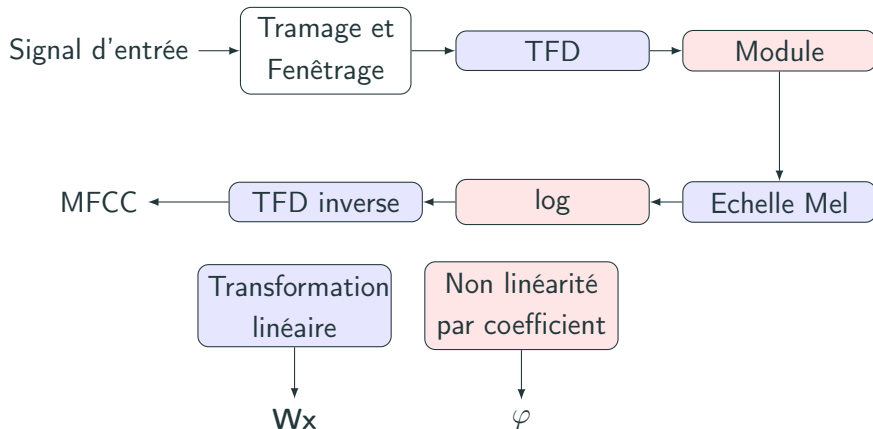 Signal d'entrée
Tramage et
Fenêtrage
TFD
Module
MFCC
TFD inverse
log
Echelle Mel
Transformation
linéaire
Non linéarité
par coefficient
Wx
φ